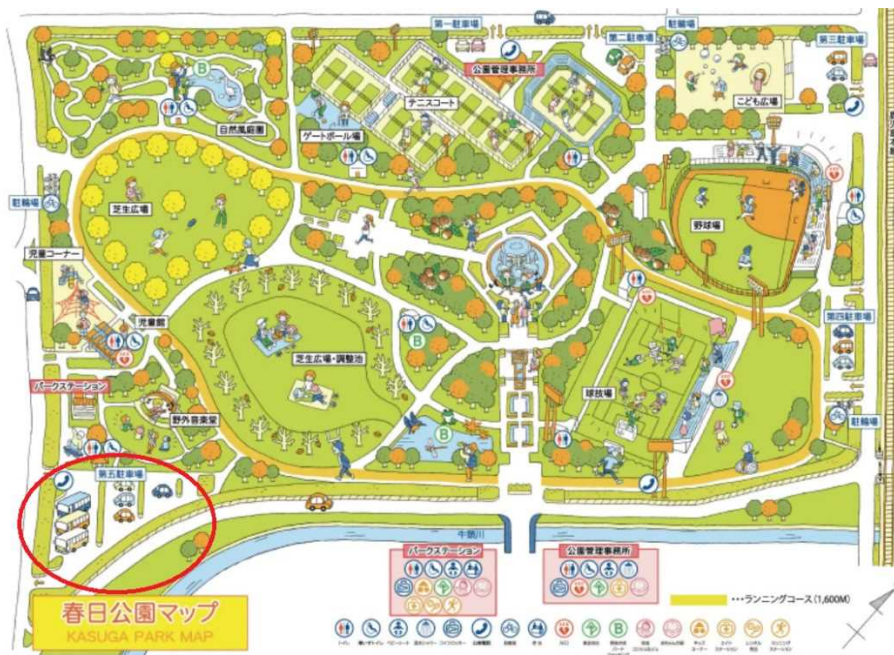 第一駐車場
第二駐車場
駐輪場
第三駐車場
公園管理事務所
テニスコート
こども広場
ゲートボール場
自然風庭園
駐輪場
芝生広場
野球場
児童コーナー
児童館
第四駐車場
芝生広場・調整池
パークステーション
球技場
野外音楽堂
駐輪場
第五駐車場
牛頸川
パークステーション
公園管理事務所
春日公園マップ
KASUGA PARK MAP
・・・ランニングコース(1,600M)
B
B
B
トイレ
AED
B